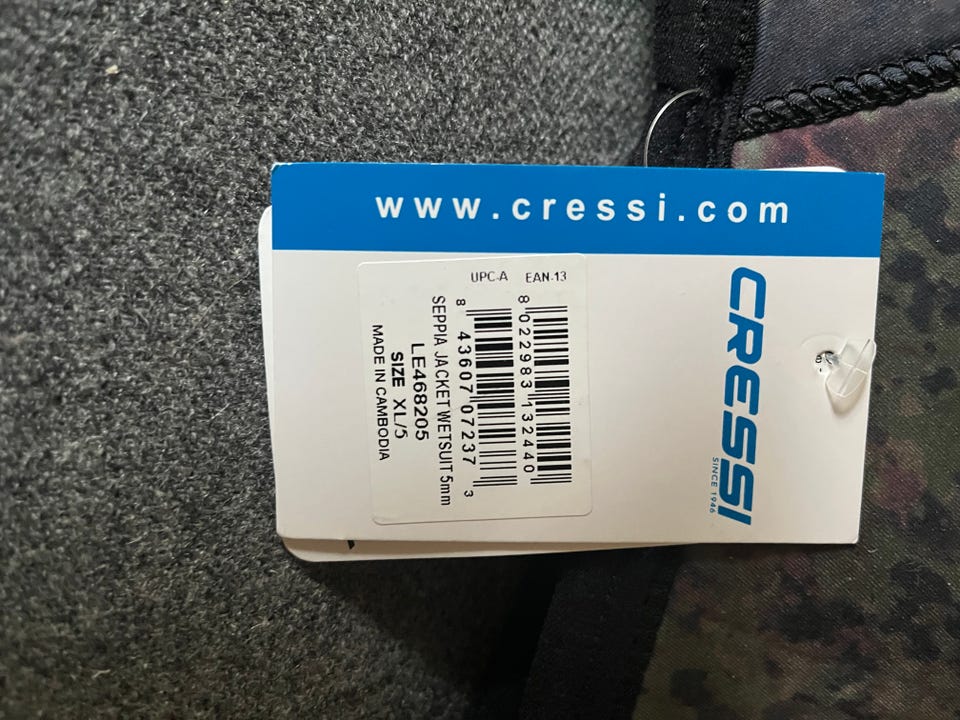 www.cressi.com
CRESSI
SINCE 1946
UPC-A EAN-13
8 022983 132440
8 43607 07237 3
SEPPIA JACKET WETSUIT 5mm
LE468205
SIZE XL/5
MADE IN CAMBODIA